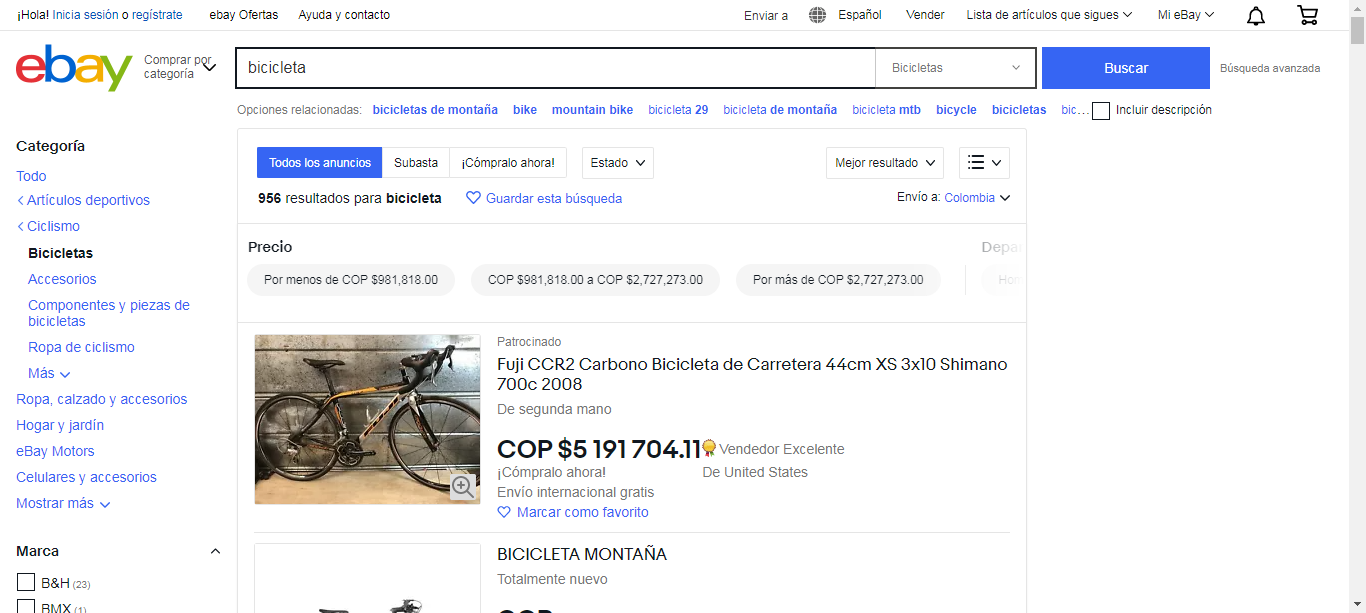 ¡Hola! Inicia sesión o regístrate ebay Ofertas Ayuda y contacto Enviar a Español Vender Lista de artículos que sigues Mi eBay
ebay
Comprar por
categoría
bicicleta Bicicletas Buscar Búsqueda avanzada
Opciones relacionadas: bicicletas de montaña bike mountain bike bicicleta 29 bicicleta de montaña bicicleta mtb bicycle bicicletas bic... Incluir descripción
Categoría
Todo
Artículos deportivos
Ciclismo
Bicicletas
Accesorios
Componentes y piezas de
bicicletas
Ropa de ciclismo
Más
Ropa, calzado y accesorios
Hogar y jardín
eBay Motors
Celulares y accesorios
Mostrar más
Marca
B&H (23)
BMX (1)
Todos los anuncios Subasta ¡Cómpralo ahora! Estado Mejor resultado
956 resultados para bicicleta Guardar esta búsqueda Envío a: Colombia
Precio Depa
Por menos de COP $981,818.00 COP $981,818.00 a COP $2,727,273.00 Por más de COP $2,727,273.00 Hom
Patrocinado
Fuji CCR2 Carbono Bicicleta de Carretera 44cm XS 3x10 Shimano
700c 2008
De segunda mano
COP $5 191 704.11 Vendedor Excelente
¡Cómpralo ahora! De United States
Envío internacional gratis
Marcar como favorito
BICICLETA MONTAÑA
Totalmente nuevo
COP